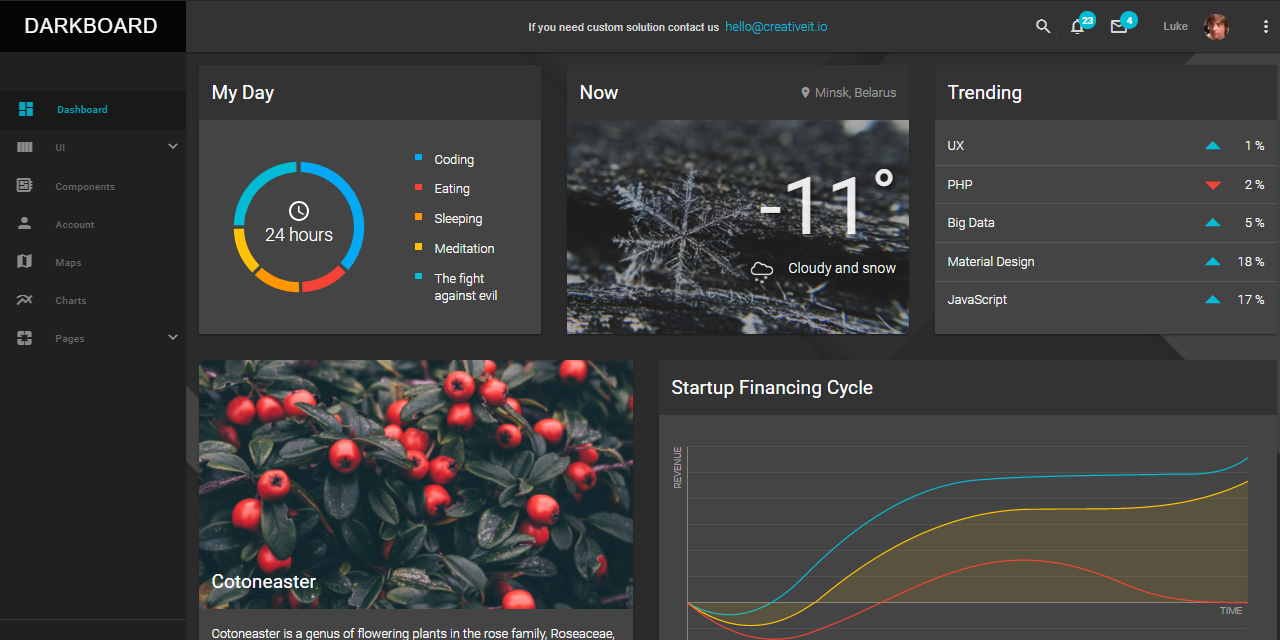 DARKBOARD
If you need custom solution contact us hello@creativeit.io
23
4
Luke
Dashboard
UI
Components
Account
Maps
Charts
Pages
My Day
24 hours
Coding
Eating
Sleeping
Meditation
The fight
against evil
Now
Minsk, Belarus
-11°
Cloudy and snow
Trending
UX 1 %
PHP 2 %
Big Data 5 %
Material Design 18 %
JavaScript 17 %
Cotoneaster
Cotoneaster is a genus of flowering plants in the rose family, Roseaceae,
Startup Financing Cycle
REVENUE
TIME